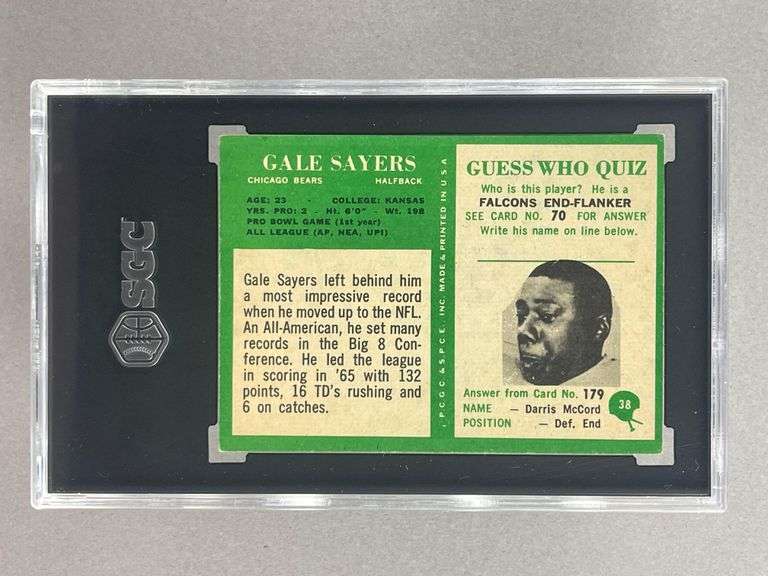 SGC
GALE SAYERS
CHICAGO BEARS HALFBACK
AGE: 23 - COLLEGE: KANSAS
YRS. PRO: 2 - Ht. 6'0" - Wt. 198
PRO BOWL GAME (1st year)
ALL LEAGUE (AP, NEA, UPI)
Gale Sayers left behind him
a most impressive record
when he moved up to the NFL.
An All-American, he set many
records in the Big 8 Con-
ference. He led the league
in scoring in '65 with 132
points, 16 TD's rushing and
6 on catches.
P.C.G.C. & S.P.C.E., INC. MADE & PRINTED IN U.S.A
GUESS WHO QUIZ
Who is this player? He is a
FALCONS END-FLANKER
SEE CARD NO. 70 FOR ANSWER
Write his name on line below.
Answer from Card No. 179
NAME — Darris McCord
POSITION — Def. End
38